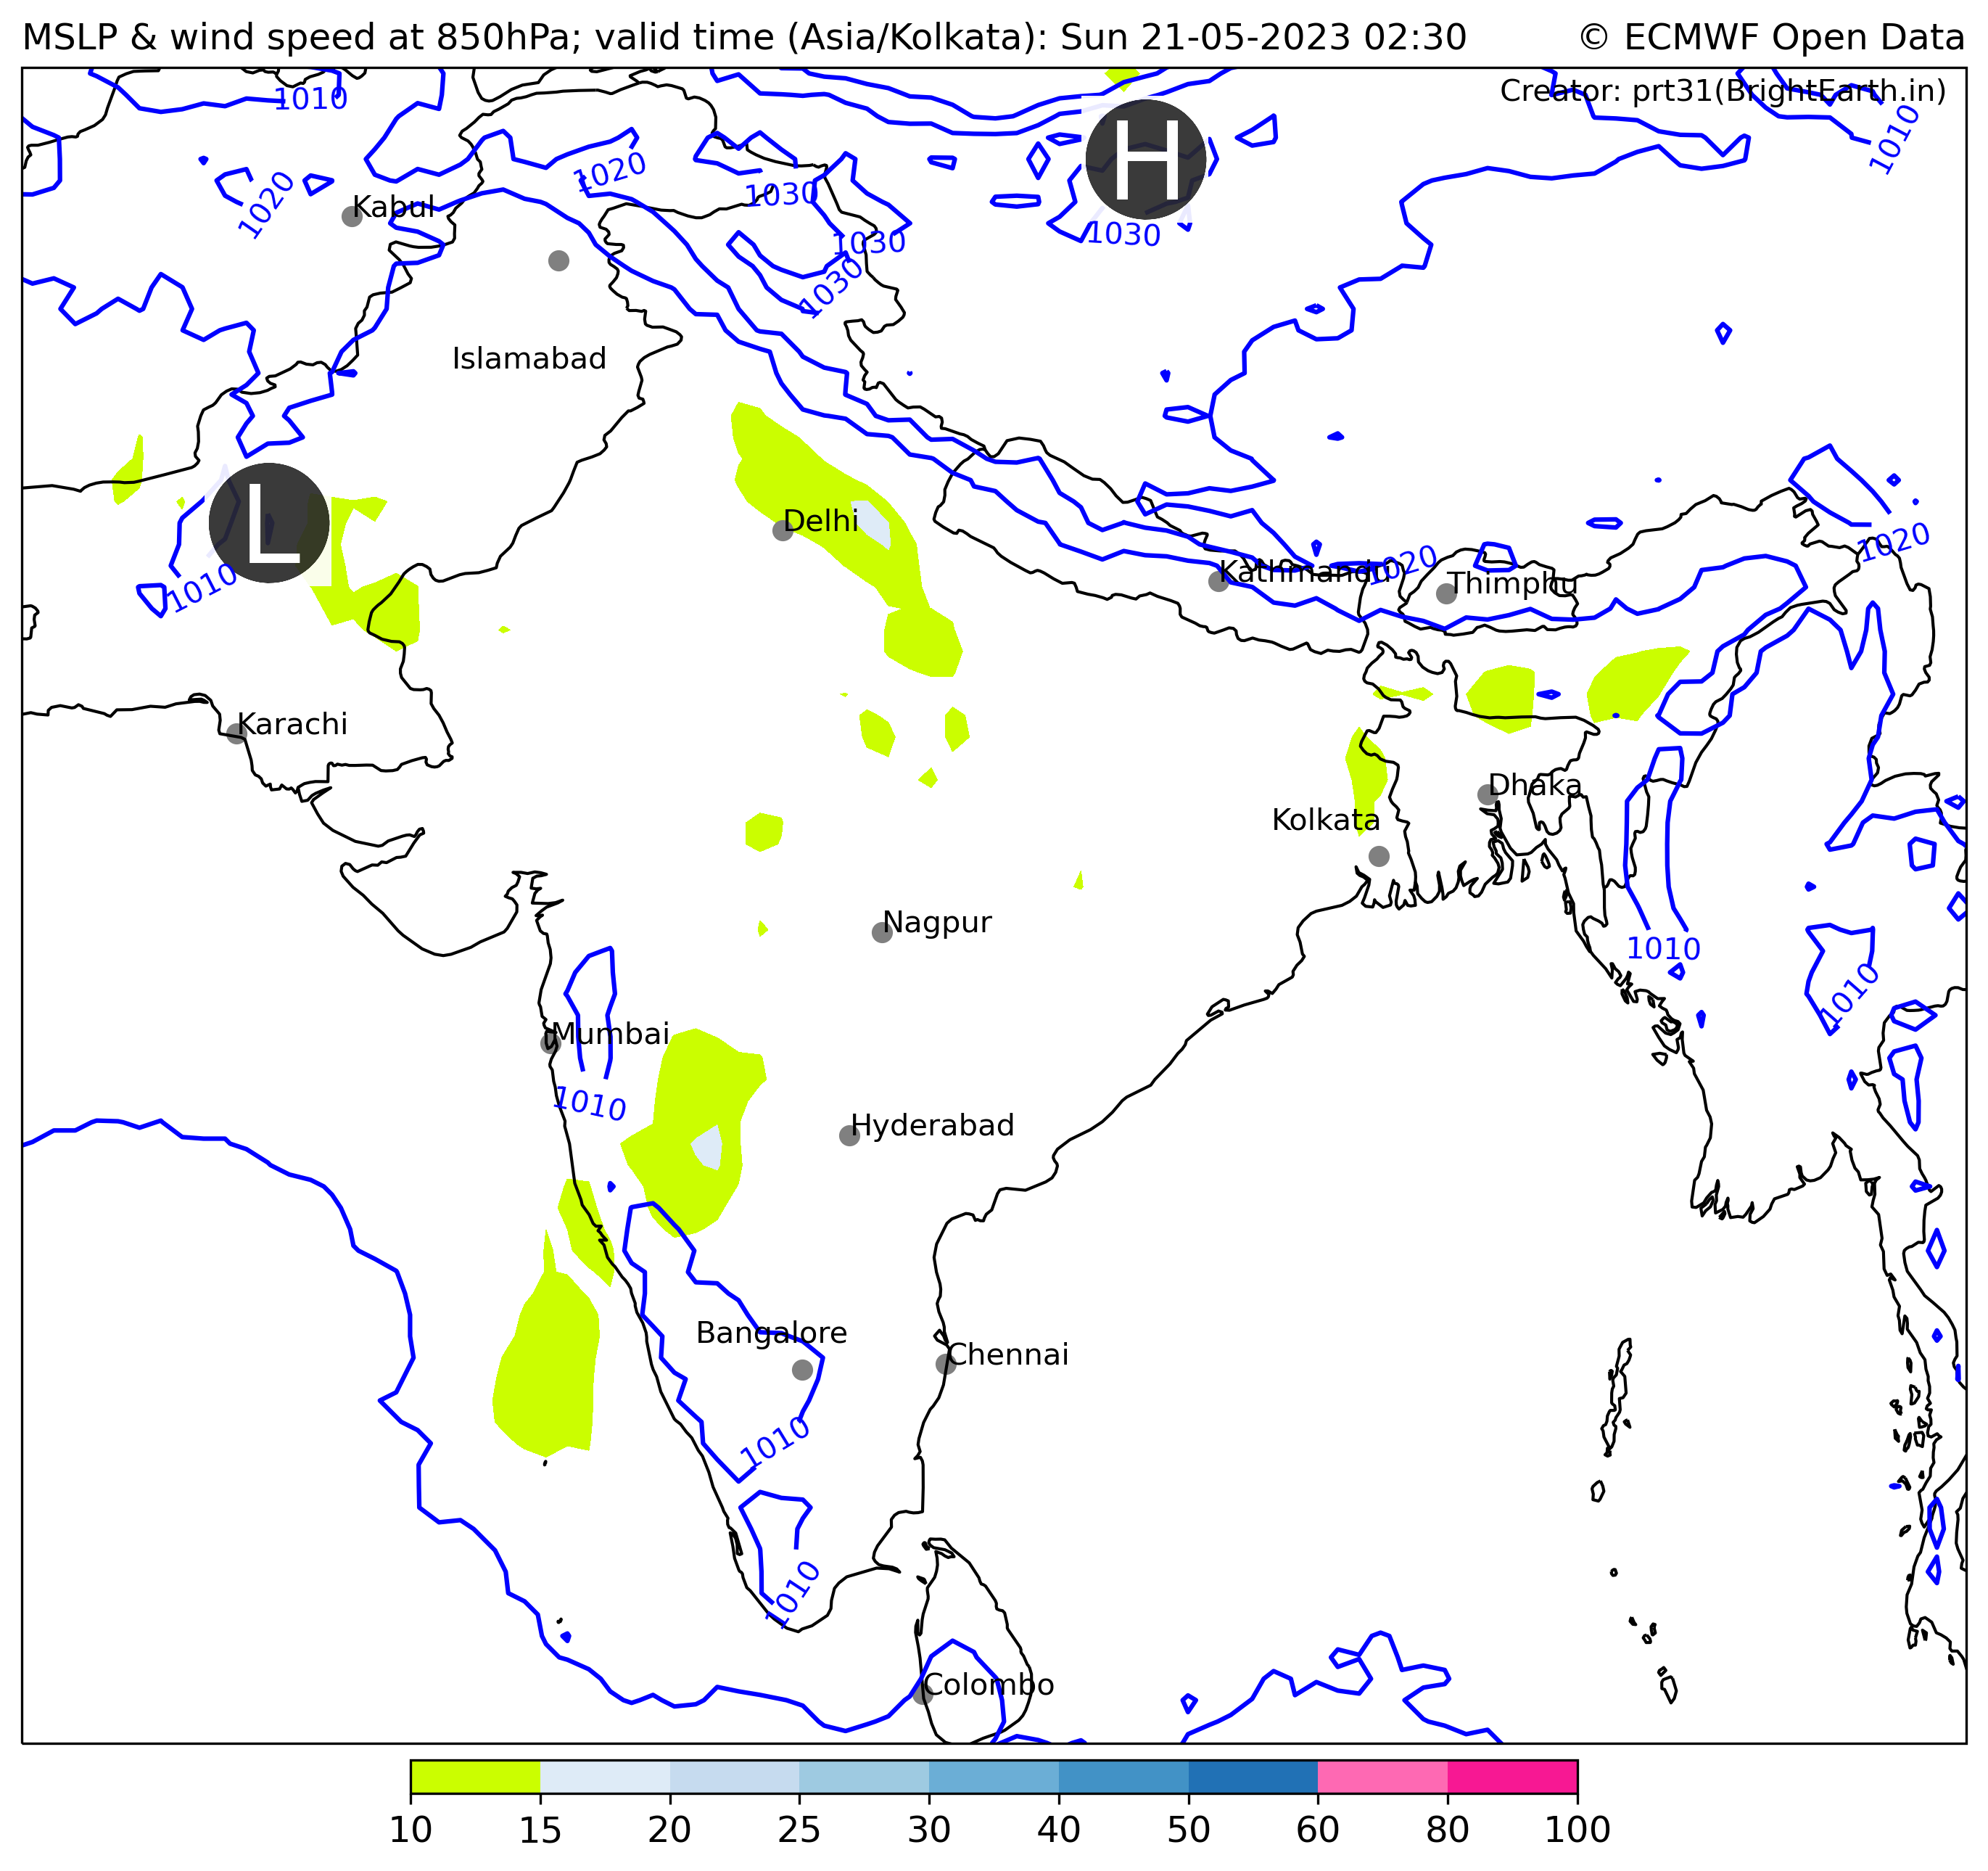 MSLP & wind speed at 850hPa; valid time (Asia/Kolkata): Sun 21-05-2023 02:30 © ECMWF Open Data
Creator: prt31(BrightEarth.in)
1010
1010
H
1020
1030
1020
Kabul
1030
1030
1030
Islamabad
L
Delhi
1020
1020
Kathmandu
Thimphu
1010
Karachi
Dhaka
Kolkata
Nagpur
1010
1010
Mumbai
1010
Hyderabad
Bangalore
Chennai
1010
1010
Colombo
10 15 20 25 30 40 50 60 80 100